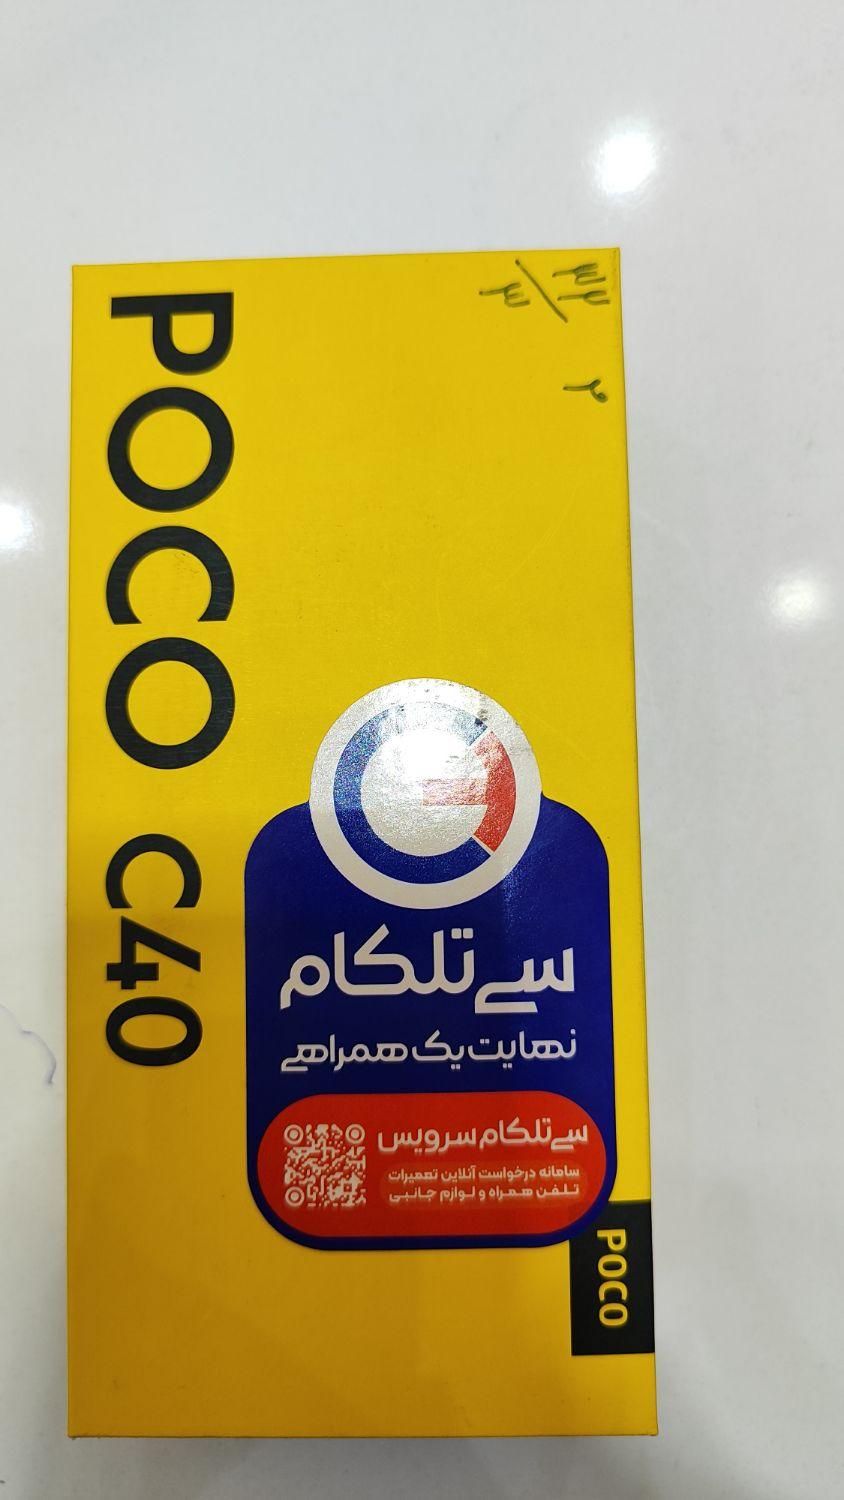 POCO C40
سی تلکام
نهایت یک همراهی
سی تلکام سرویس
سامانه درخواست آنلاین تعمیرات
تلفن همراه و لوازم جانبی
POCO